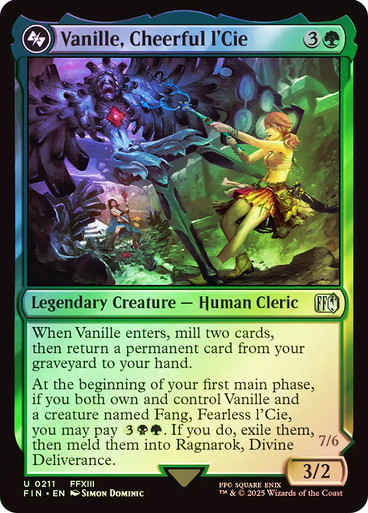 Vanille, Cheerful l'Cie 3
Legendary Creature — Human Cleric
When Vanille enters, mill two cards,
then return a permanent card from your
graveyard to your hand.
At the beginning of your first main phase,
if you both own and control Vanille and
a creature named Fang, Fearless l'Cie,
you may pay 3. If you do, exile them,
then meld them into Ragnarok, Divine
Deliverance.
7/6
3/2
U 0211 FFXIII
FIN • EN Simon Dominic
FF© SQUARE ENIX
™ & © 2025 Wizards of the Coast